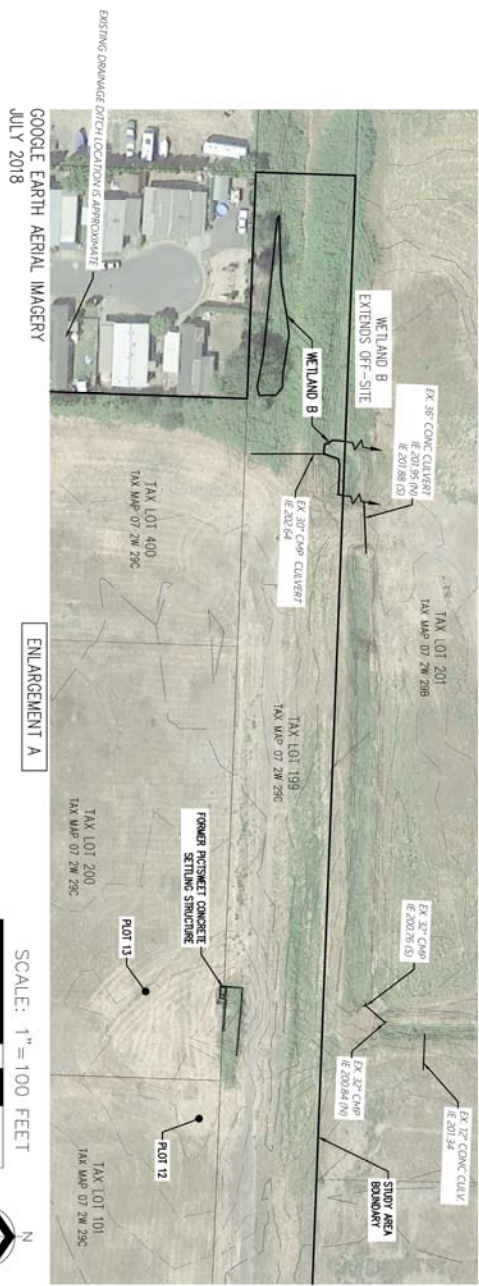 EXISTING DRAINAGE DITCH LOCATION IS APPROXIMATE
GOOGLE EARTH AERIAL IMAGERY
JULY 2018
WETLAND B
EXTENDS OFF-SITE
WETLAND B
EX. 36" CONC CULVERT
IE 201.95 (N)
IE 201.88 (S)
EX. 30" CMP CULVERT
IE 202.64
TAX LOT 400
TAX MAP 07 2W 29C
TAX LOT 201
TAX MAP 07 2W 29B
TAX LOT 199
TAX MAP 07 2W 29C
ENLARGEMENT A
TAX LOT 200
TAX MAP 07 2W 29C
FORMER PICTSWEET CONCRETE
SETTLING STRUCTURE
PLOT 13
EX. 32" CMP
IE 200.76 (S)
EX. 32" CMP
IE 200.84 (N)
EX. 12" CONC CULV.
IE 201.34
STUDY AREA
BOUNDARY
PLOT 12
TAX LOT 101
TAX MAP 07 2W 29C
SCALE: 1"=100 FEET
N